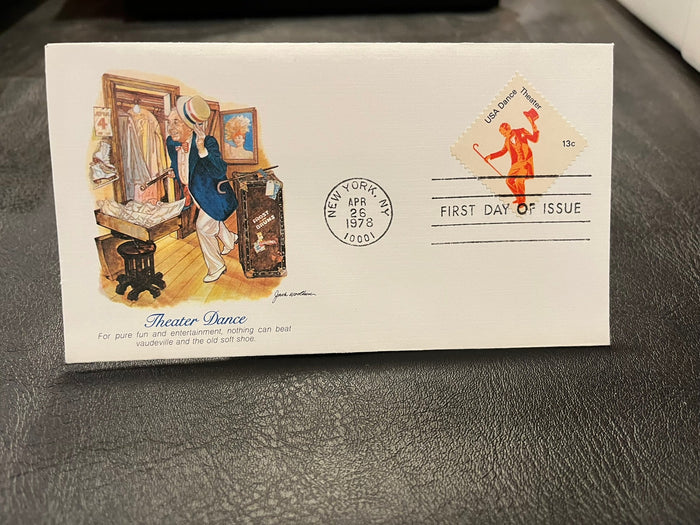 4
USA Dance
Theater
13c
NEW YORK, NY
APR
26
1978
10001
FIRST DAY OF ISSUE
Theater Dance
For pure fun and entertainment, nothing can beat
vaudeville and the old soft shoe.